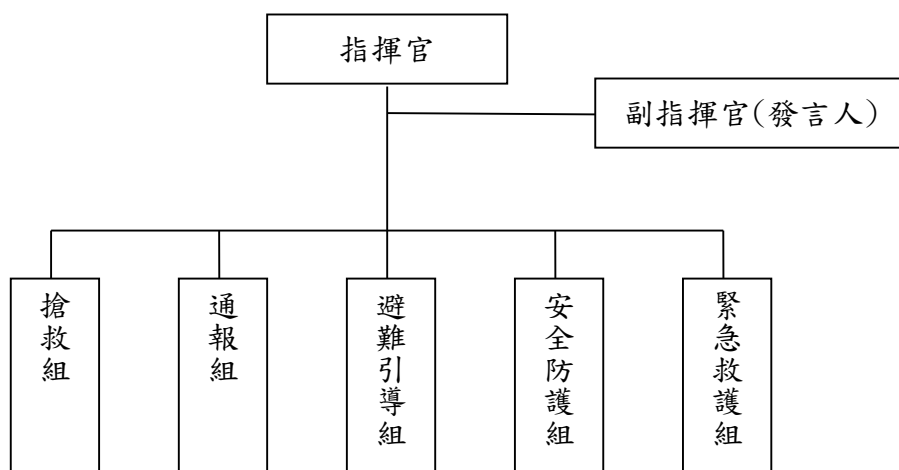 指揮官
副指揮官(發言人)
搶救組
通報組
避難引導組
安全防護組
緊急救護組